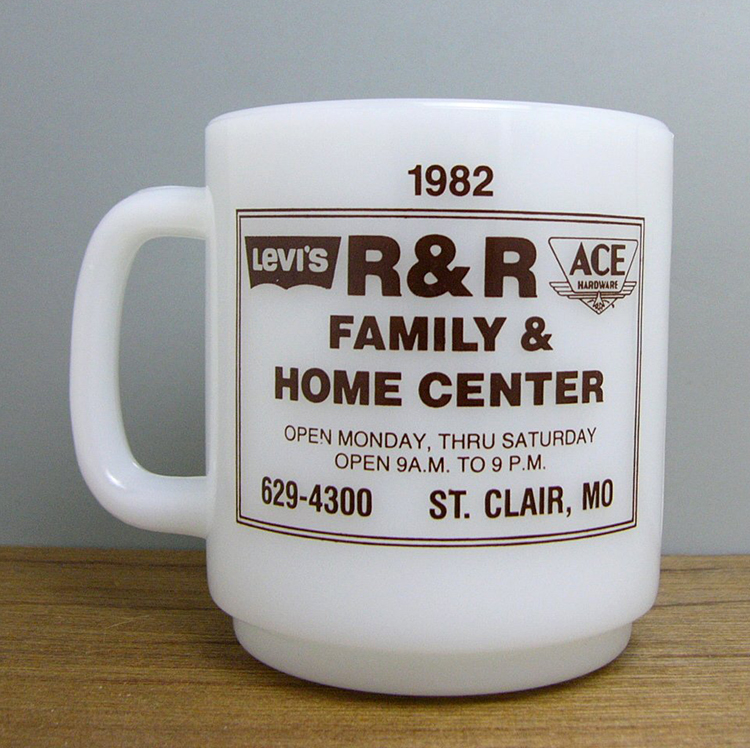 1982
LEVI'S R&R ACE
HARDWARE
FAMILY &
HOME CENTER
OPEN MONDAY, THRU SATURDAY
OPEN 9A.M. TO 9 P.M.
629-4300 ST. CLAIR, MO